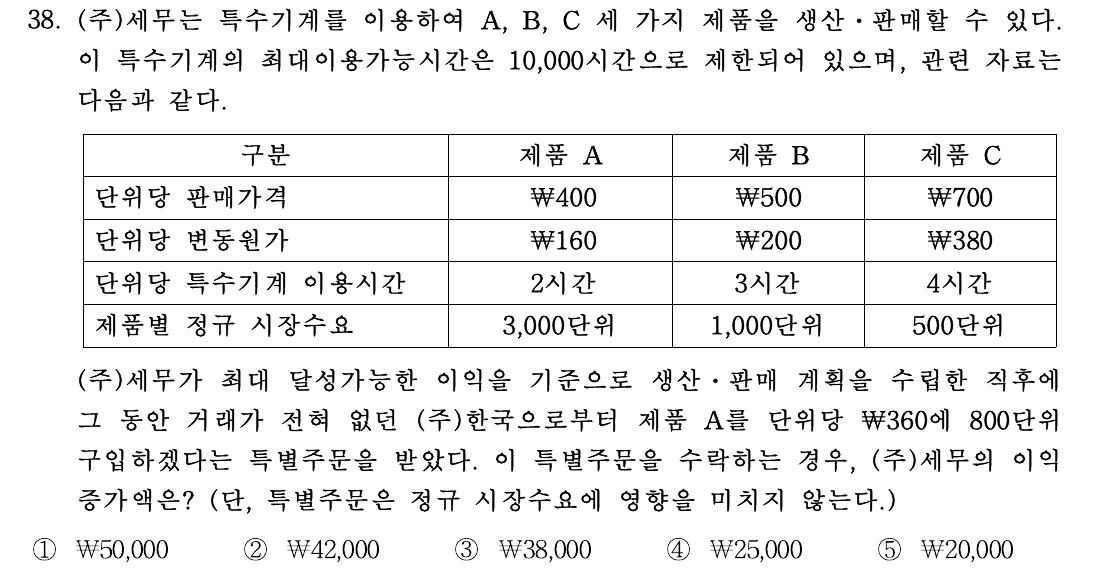 38. (주)세무는 특수기계를 이용하여 A, B, C 세 가지 제품을 생산·판매할 수 있다.
이 특수기계의 최대이용가능시간은 10,000시간으로 제한되어 있으며, 관련 자료는
다음과 같다.
구분 제품 A 제품 B 제품 C
단위당 판매가격 ₩400 ₩500 ₩700
단위당 변동원가 ₩160 ₩200 ₩380
단위당 특수기계 이용시간 2시간 3시간 4시간
제품별 정규 시장수요 3,000단위 1,000단위 500단위
(주)세무가 최대 달성가능한 이익을 기준으로 생산·판매 계획을 수립한 직후에
그 동안 거래가 전혀 없던 (주)한국으로부터 제품 A를 단위당 ₩360에 800단위
구입하겠다는 특별주문을 받았다. 이 특별주문을 수락하는 경우, (주)세무의 이익
증가액은? (단, 특별주문은 정규 시장수요에 영향을 미치지 않는다.)
① ₩50,000 ② ₩42,000 ③ ₩38,000 ④ ₩25,000 ⑤ ₩20,000